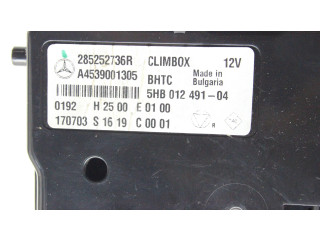 285252736R CLIMBOX 12V
A4539001305 BHTC Made in Bulgaria
5HB 012 491-04
0192 H 25 00 E 01 00
170703 S 16 19 C 00 01